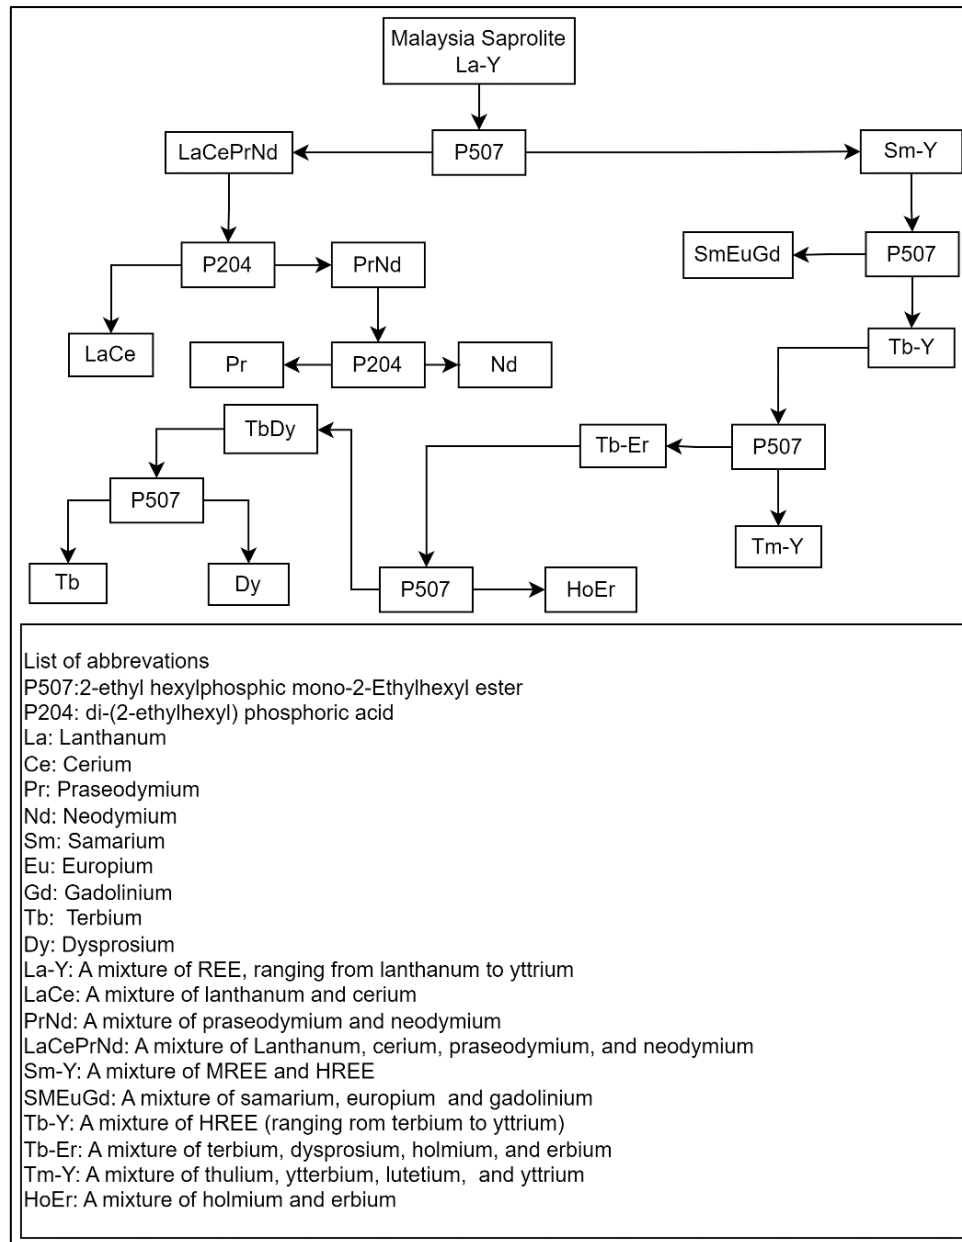 Malaysia Saprolite
La-Y
LaCePrNd
P507
Sm-Y
P204
PrNd
SmEuGd
P507
LaCe
Pr
P204
Nd
Tb-Y
TbDy
Tb-Er
P507
P507
Tm-Y
Tb
Dy
P507
HoEr
List of abbrevations
P507:2-ethyl hexylphosphic mono-2-Ethylhexyl ester
P204: di-(2-ethylhexyl) phosphoric acid
La: Lanthanum
Ce: Cerium
Pr: Praseodymium
Nd: Neodymium
Sm: Samarium
Eu: Europium
Gd: Gadolinium
Tb: Terbium
Dy: Dysprosium
La-Y: A mixture of REE, ranging from lanthanum to yttrium
LaCe: A mixture of lanthanum and cerium
PrNd: A mixture of praseodymium and neodymium
LaCePrNd: A mixture of Lanthanum, cerium, praseodymium, and neodymium
Sm-Y: A mixture of MREE and HREE
SMEuGd: A mixture of samarium, europium and gadolinium
Tb-Y: A mixture of HREE (ranging rom terbium to yttrium)
Tb-Er: A mixture of terbium, dysprosium, holmium, and erbium
Tm-Y: A mixture of thulium, ytterbium, lutetium, and yttrium
HoEr: A mixture of holmium and erbium